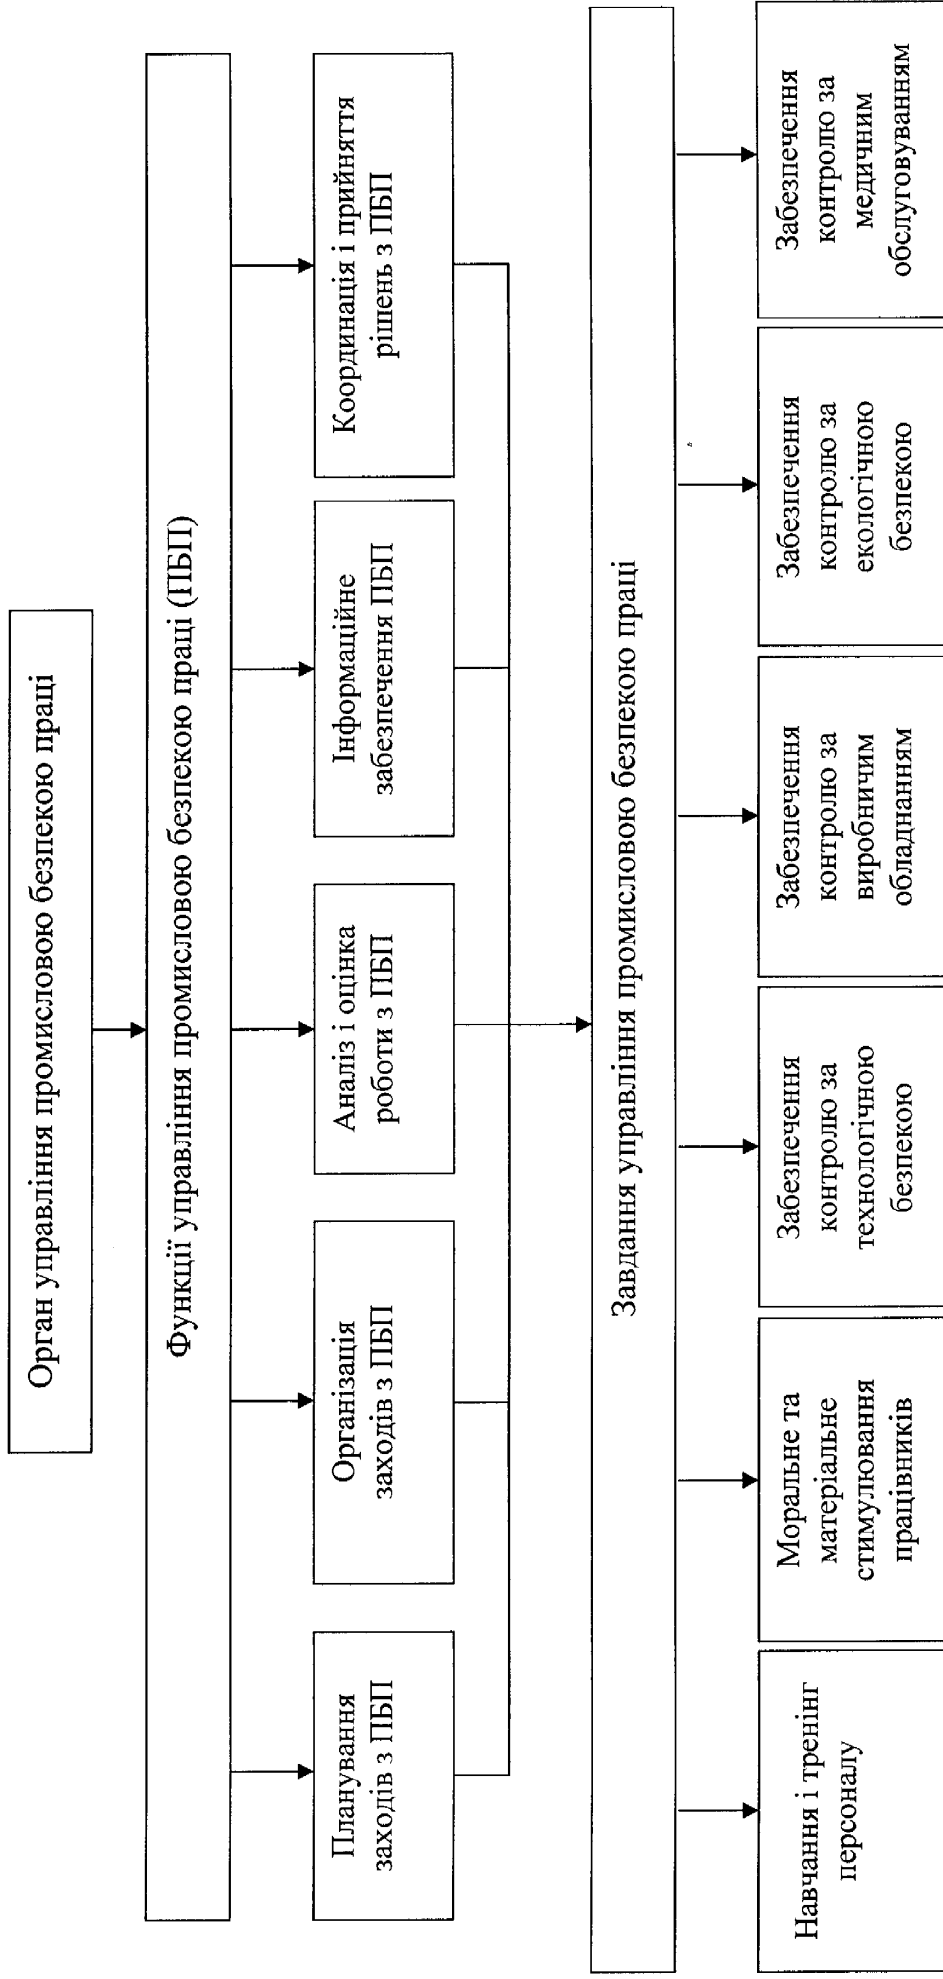 Орган управління промисловою безпекою праці
Функції управління промисловою безпекою праці (ПБП)
Планування
заходів з ПБП
Організація
заходів з ПБП
Аналіз і оцінка
роботи з ПБП
Інформаційне
забезпечення ПБП
Координація і прийняття
рішень з ПБП
Завдання управління промисловою безпекою праці
Навчання і тренінг
персоналу
Моральне та
матеріальне
стимулювання
працівників
Забезпечення
контролю за
технологічною
безпекою
Забезпечення
контролю за
виробничим
обладнанням
Забезпечення
контролю за
екологічною
безпекою
Забезпечення
контролю за
медичним
обслуговуванням